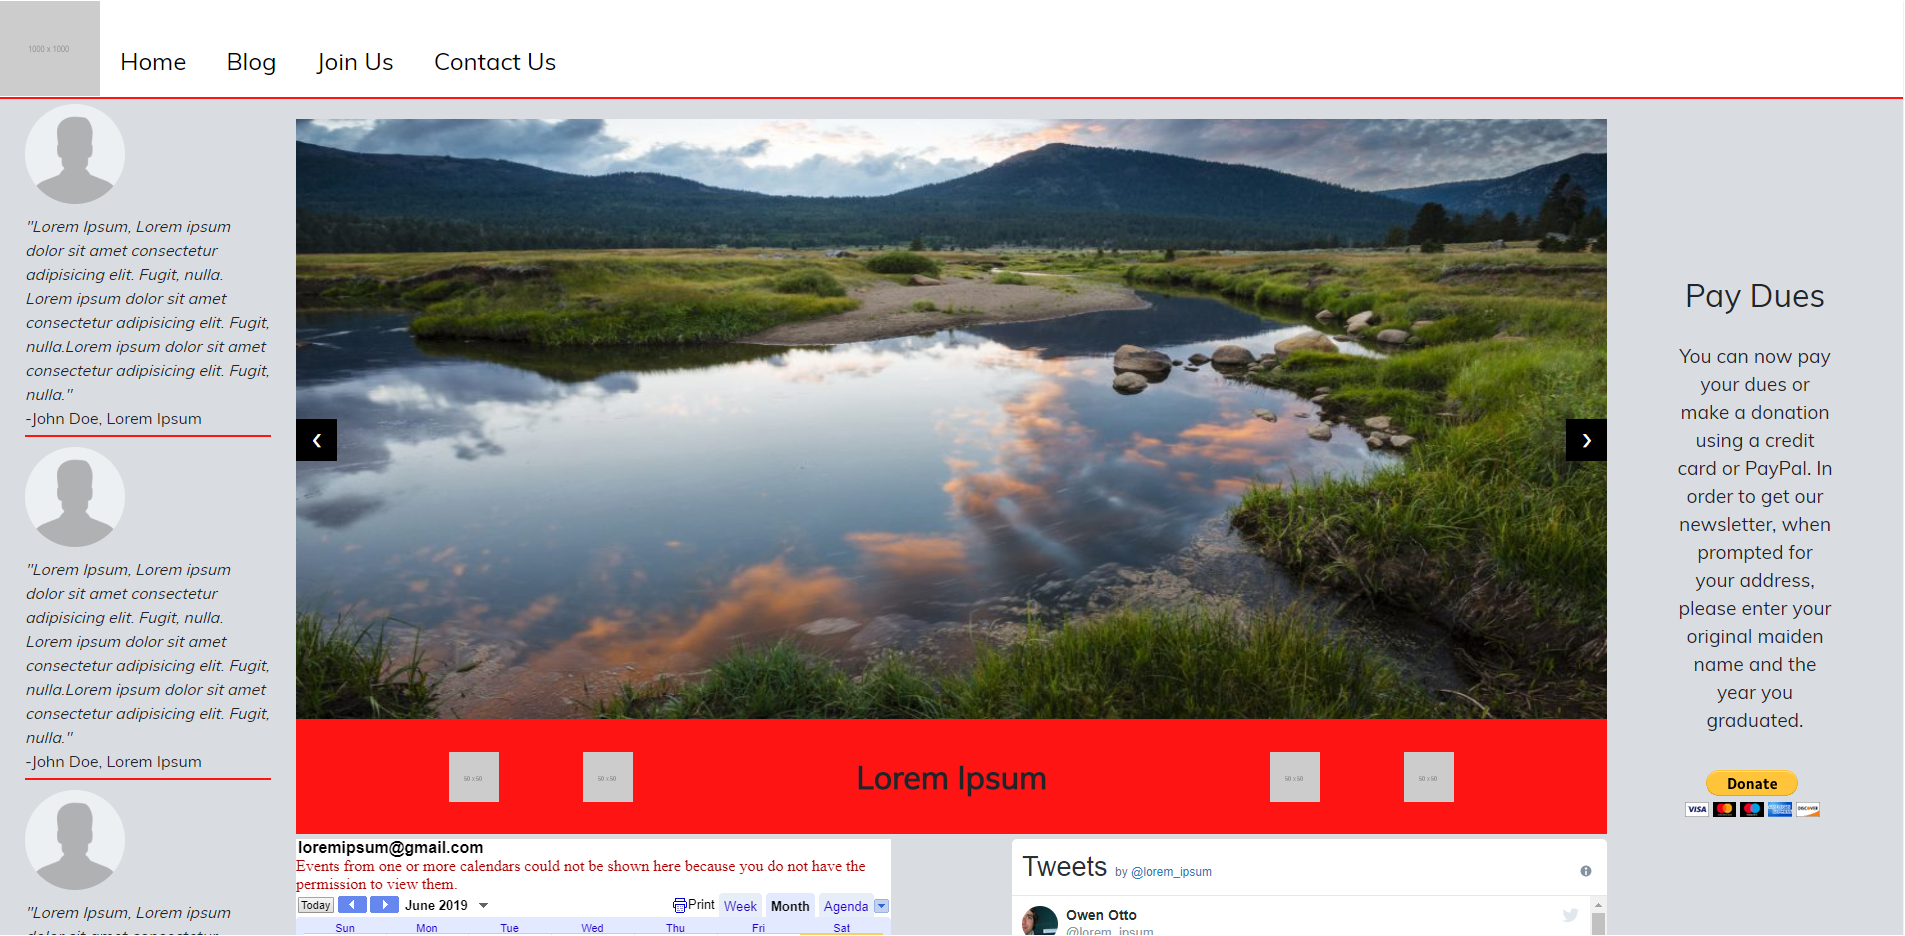 1000 x 1000
Home Blog Join Us Contact Us
"Lorem Ipsum, Lorem ipsum
dolor sit amet consectetur
adipisicing elit. Fugit, nulla.
Lorem ipsum dolor sit amet
consectetur adipisicing elit. Fugit,
nulla.Lorem ipsum dolor sit amet
consectetur adipisicing elit. Fugit,
nulla."
-John Doe, Lorem Ipsum
"Lorem Ipsum, Lorem ipsum
dolor sit amet consectetur
adipisicing elit. Fugit, nulla.
Lorem ipsum dolor sit amet
consectetur adipisicing elit. Fugit,
nulla.Lorem ipsum dolor sit amet
consectetur adipisicing elit. Fugit,
nulla."
-John Doe, Lorem Ipsum
"Lorem Ipsum, Lorem ipsum
dolor sit amet consectetur
❮ ❯
50 x 50 50 x 50 Lorem Ipsum 50 x 50 50 x 50
loremipsum@gmail.com
Events from one or more calendars could not be shown here because you do not have the
permission to view them.
Today June 2019 Print Week Month Agenda
Sun Mon Tue Wed Thu Fri Sat
Tweets by @lorem_ipsum
Owen Otto
@lorem_ipsum
Pay Dues
You can now pay
your dues or
make a donation
using a credit
card or PayPal. In
order to get our
newsletter, when
prompted for
your address,
please enter your
original maiden
name and the
year you
graduated.
Donate
VISA DISCOVER